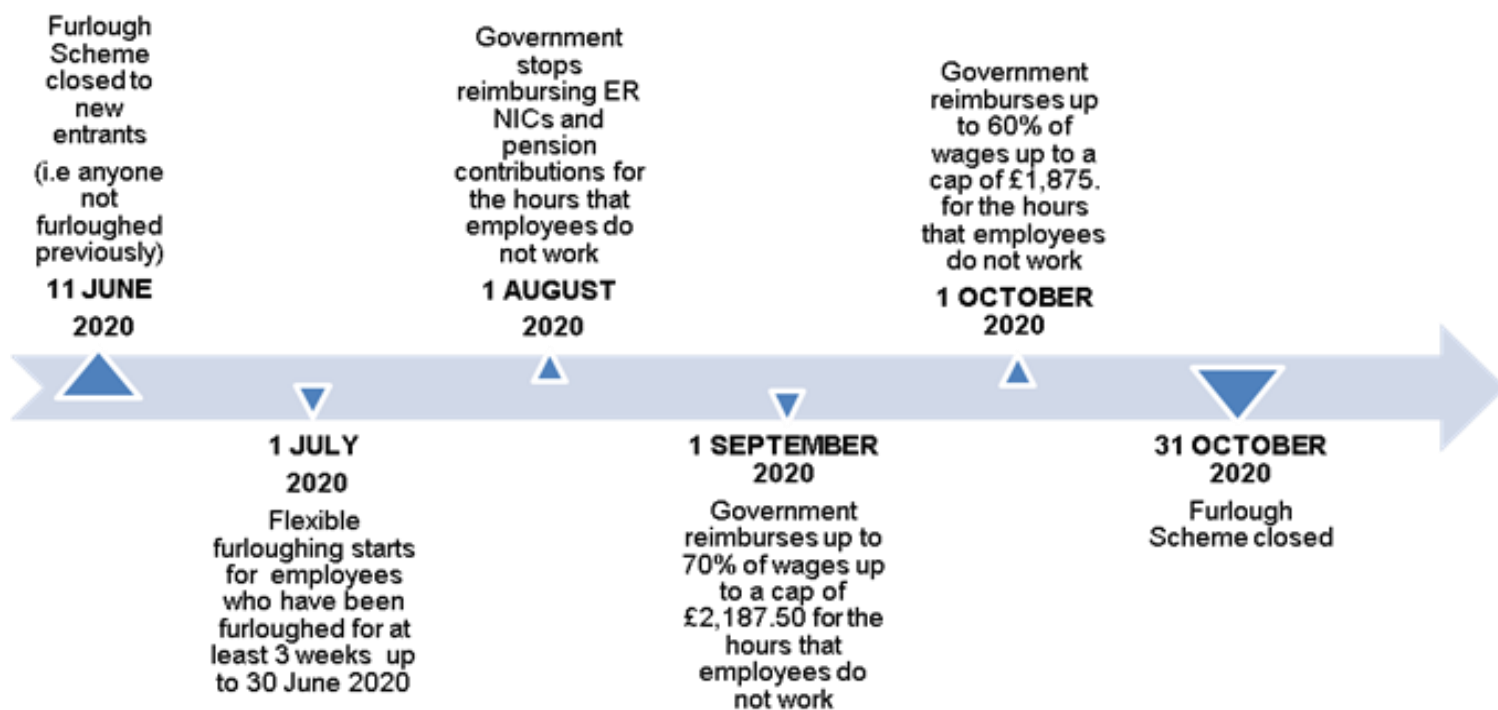 Furlough
Scheme
closed to
new
entrants
(i.e anyone
not
furloughed
previously)
11 JUNE
2020
1 JULY
2020
Flexible
furloughing starts
for employees
who have been
furloughed for at
least 3 weeks up
to 30 June 2020
Government
stops
reimbursing ER
NICs and
pension
contributions for
the hours that
employees do
not work
1 AUGUST
2020
1 SEPTEMBER
2020
Government
reimburses up to
70% of wages up
to a cap of
£2,187.50 for the
hours that
employees do
not work
Government
reimburses up
to 60% of
wages up to a
cap of £1,875.
for the hours
that employees
do not work
1 OCTOBER
2020
31 OCTOBER
2020
Furlough
Scheme closed